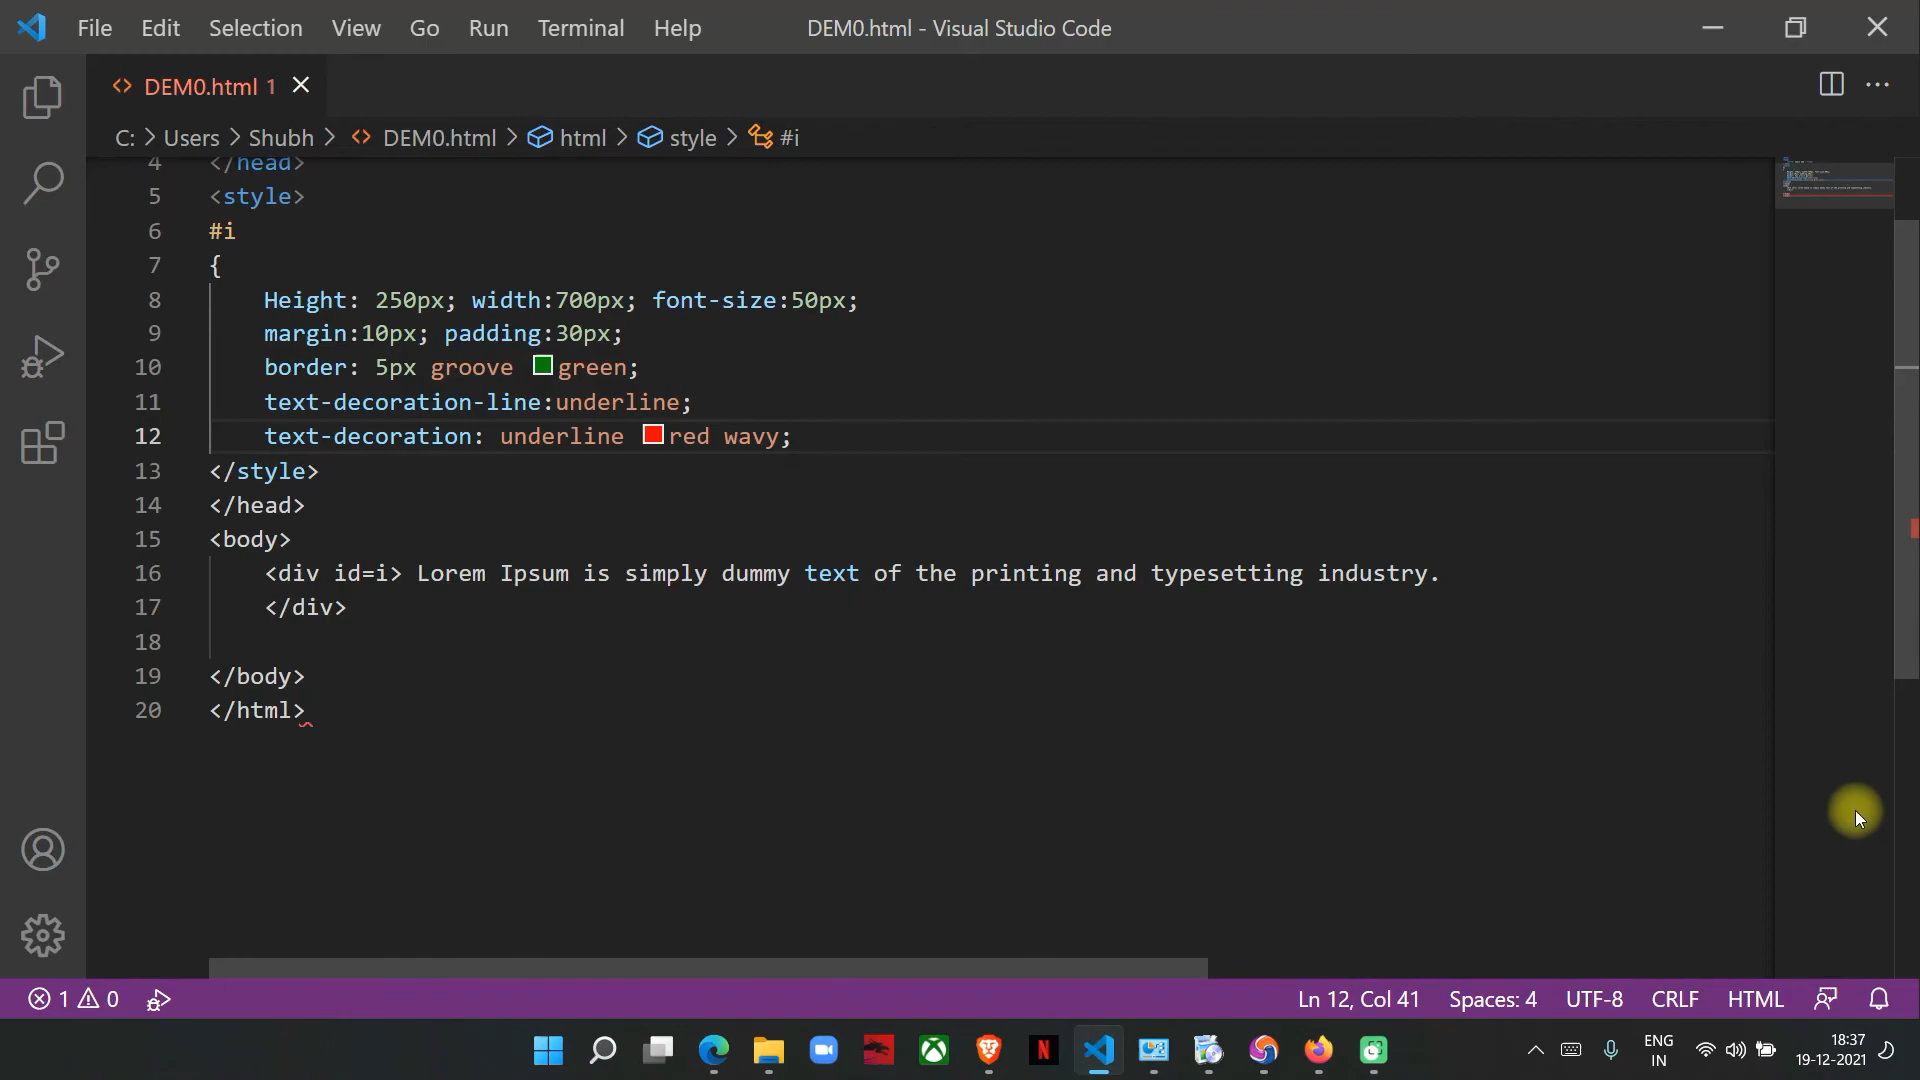 File Edit Selection View Go Run Terminal Help DEM0.html - Visual Studio Code
DEM0.html 1
C: > Users > Shubh > DEM0.html > html > style > #i
4 </head>
5 <style>
6 #i
7 {
8 Height: 250px; width:700px; font-size:50px;
9 margin:10px; padding:30px;
10 border: 5px groove green;
11 text-decoration-line:underline;
12 text-decoration: underline red wavy;
13 </style>
14 </head>
15 <body>
16 <div id=i> Lorem Ipsum is simply dummy text of the printing and typesetting industry.
17 </div>
18
19 </body>
20 </html>
1 0 Ln 12, Col 41 Spaces: 4 UTF-8 CRLF HTML
N ENG 18:37
IN 19-12-2021